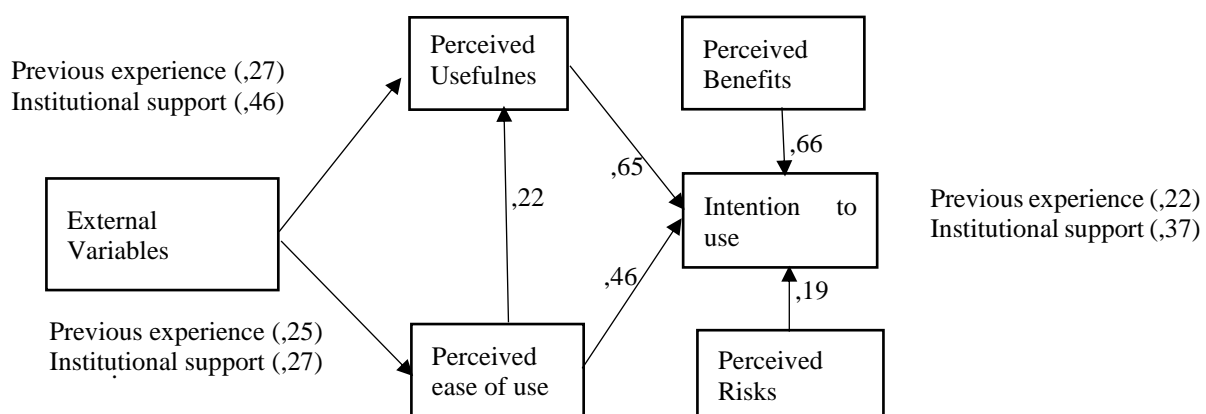 Perceived
Usefulnes
Perceived
Benefits
Previous experience (,27)
Institutional support (,46)
,66
,65
External
Variables
,22
Intention to
use
Previous experience (,22)
Institutional support (,37)
,46
,19
Previous experience (,25)
Institutional support (,27)
Perceived
ease of use
Perceived
Risks